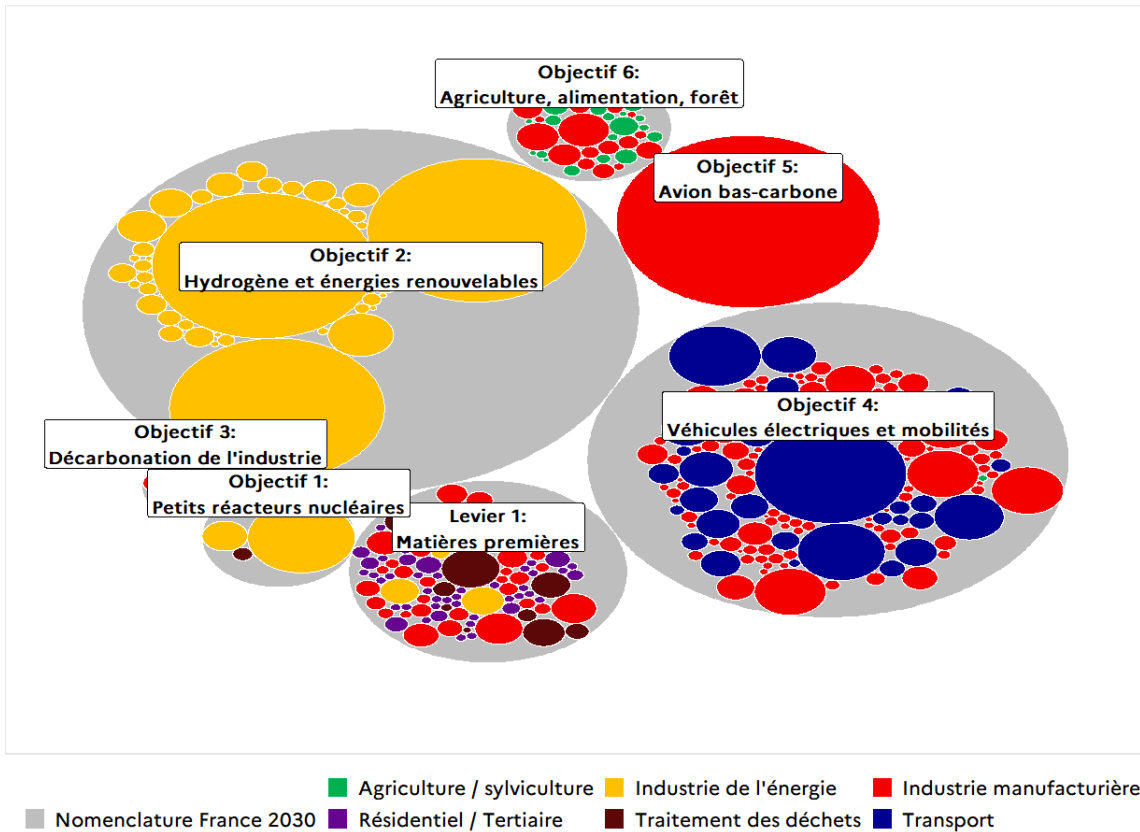 Objectif 6:
Agriculture, alimentation, forêt
Objectif 5:
Avion bas-carbone
Objectif 2:
Hydrogène et énergies renouvelables
Objectif 4:
Véhicules électriques et mobilités
Objectif 3:
Décarbonation de l'industrie
Objectif 1:
Petits réacteurs nucléaires
Levier 1:
Matières premières
Agriculture / sylviculture
Industrie de l'énergie
Industrie manufacturière
Nomenclature France 2030
Résidentiel / Tertiaire
Traitement des déchets
Transport